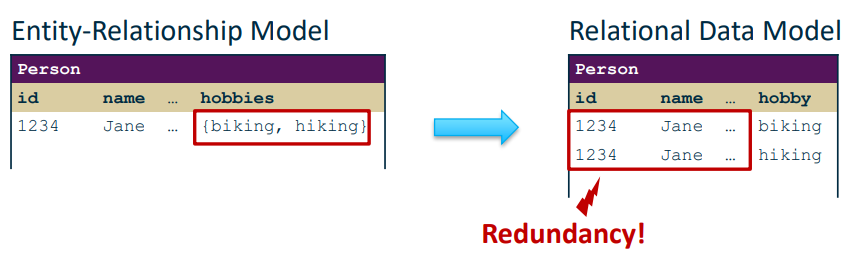 Entity-Relationship Model
Person
id name … hobbies
1234 Jane … {biking, hiking}
Relational Data Model
Person
id name … hobby
1234 Jane … biking
1234 Jane … hiking
Redundancy!